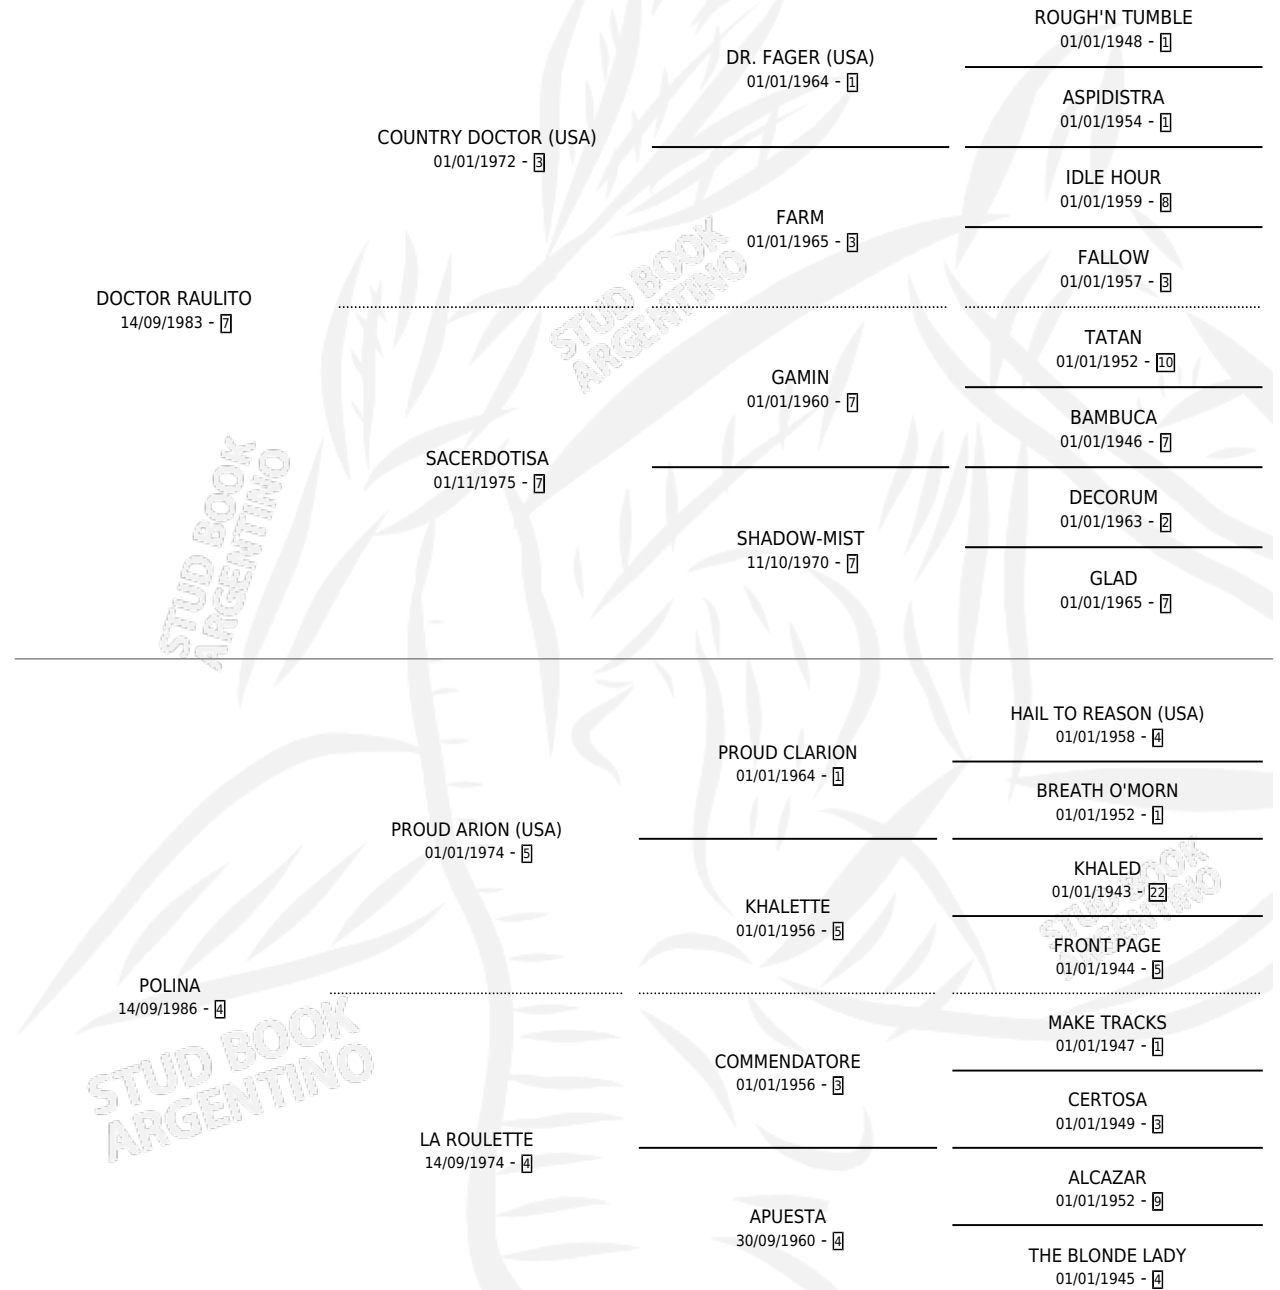 ROUGH'N TUMBLE
01/01/1948 - 1
DR. FAGER (USA)
01/01/1964 - 1
ASPIDISTRA
01/01/1954 - 1
COUNTRY DOCTOR (USA)
01/01/1972 - 3
IDLE HOUR
01/01/1959 - 8
FARM
01/01/1965 - 3
FALLOW
01/01/1957 - 3
DOCTOR RAULITO
14/09/1983 - 7
TATAN
01/01/1952 - 10
GAMIN
01/01/1960 - 7
BAMBUCA
01/01/1946 - 7
SACERDOTISA
01/11/1975 - 7
DECORUM
01/01/1963 - 2
SHADOW-MIST
11/10/1970 - 7
GLAD
01/01/1965 - 7
HAIL TO REASON (USA)
01/01/1958 - 4
PROUD CLARION
01/01/1964 - 1
BREATH O'MORN
01/01/1952 - 1
PROUD ARION (USA)
01/01/1974 - 5
KHALED
01/01/1943 - 22
KHALETTE
01/01/1956 - 5
FRONT PAGE
01/01/1944 - 5
POLINA
14/09/1986 - 4
MAKE TRACKS
01/01/1947 - 1
COMMENDATORE
01/01/1956 - 3
CERTOSA
01/01/1949 - 3
LA ROULETTE
14/09/1974 - 4
ALCAZAR
01/01/1952 - 9
APUESTA
30/09/1960 - 4
THE BLONDE LADY
01/01/1945 - 4
STUD BOOK
ARGENTINO
STUD BOOK
ARGENTINO
STUD BOOK
ARGENTINO
STUD BOOK
ARGENTINO